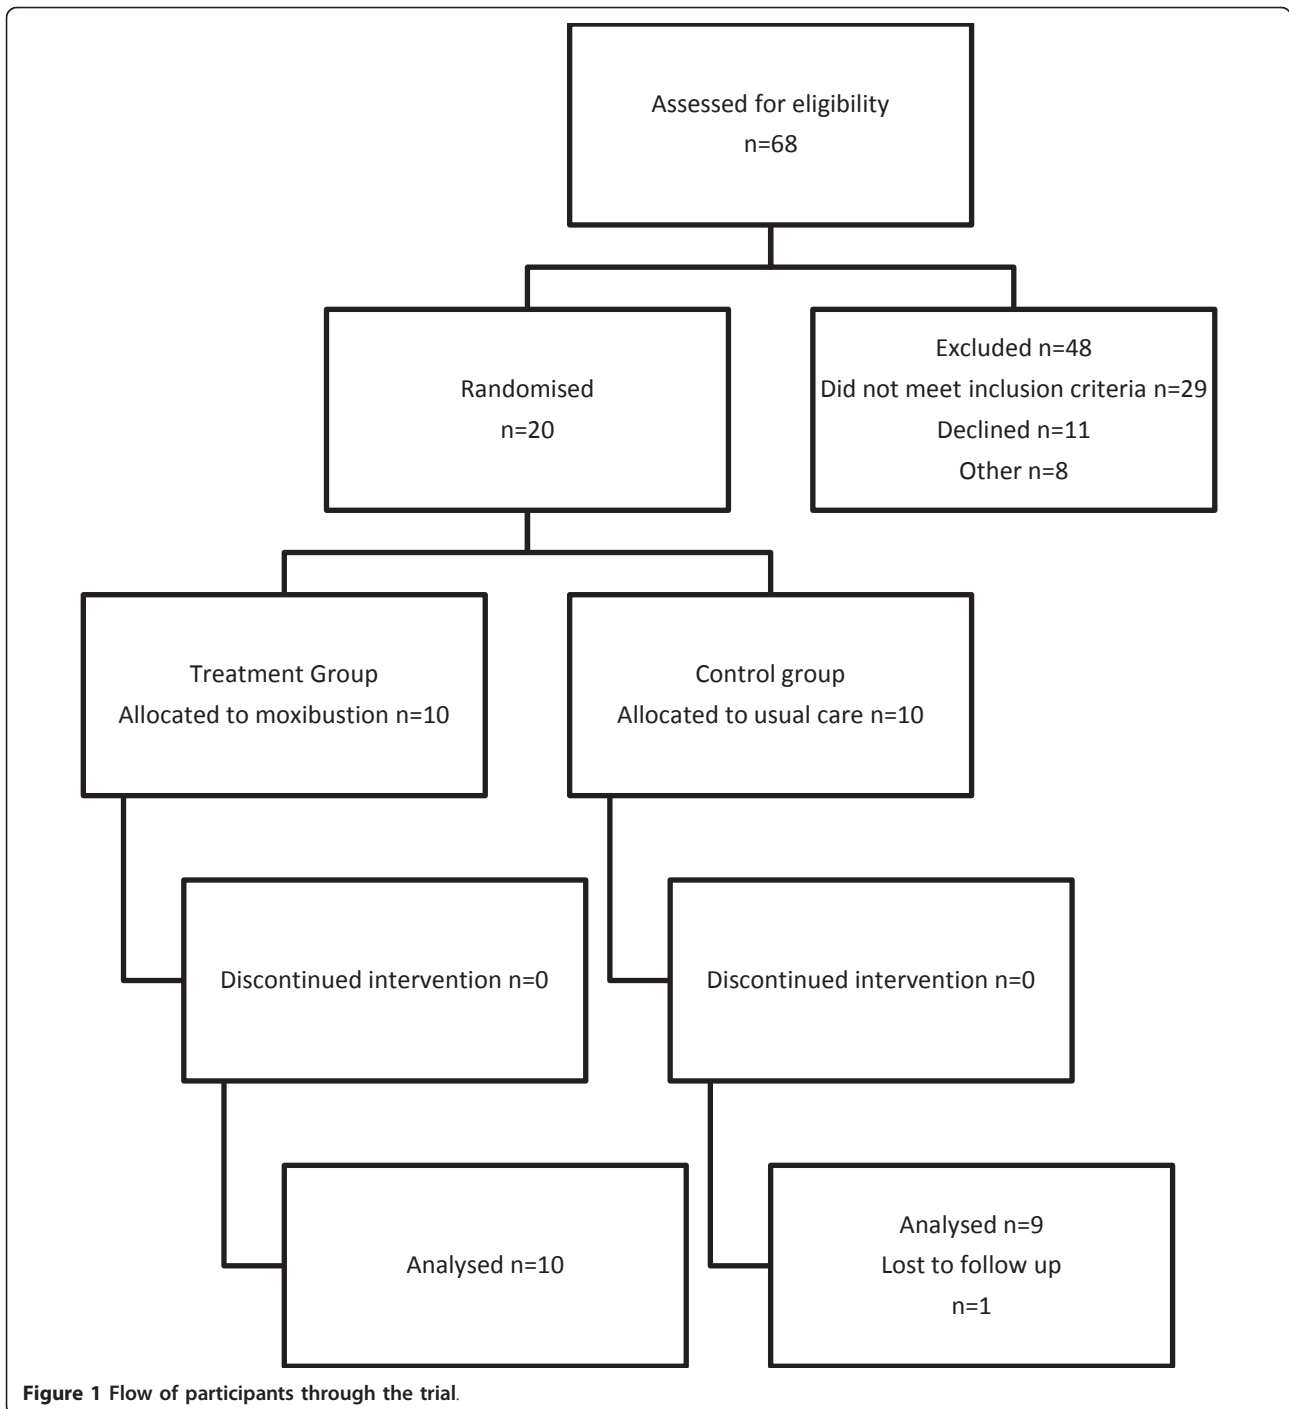 Assessed for eligibility
n=68
Randomised
n=20
Excluded n=48
Did not meet inclusion criteria n=29
Declined n=11
Other n=8
Treatment Group
Allocated to moxibustion n=10
Control group
Allocated to usual care n=10
Discontinued intervention n=0
Discontinued intervention n=0
Analysed n=10
Analysed n=9
Lost to follow up
n=1
Figure 1 Flow of participants through the trial.